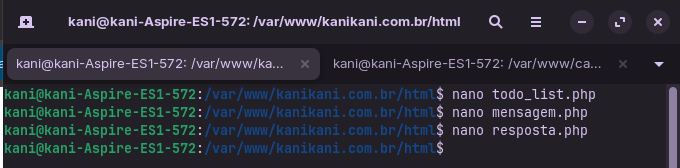 kani@kani-Aspire-ES1-572: /var/www/kanikani.com.br/html
kani@kani-Aspire-ES1-572: /var/www/ka...
kani@kani-Aspire-ES1-572: /var/www/ca...
kani@kani-Aspire-ES1-572:/var/www/kanikani.com.br/html$ nano todo_list.php
kani@kani-Aspire-ES1-572:/var/www/kanikani.com.br/html$ nano mensagem.php
kani@kani-Aspire-ES1-572:/var/www/kanikani.com.br/html$ nano resposta.php
kani@kani-Aspire-ES1-572:/var/www/kanikani.com.br/html$